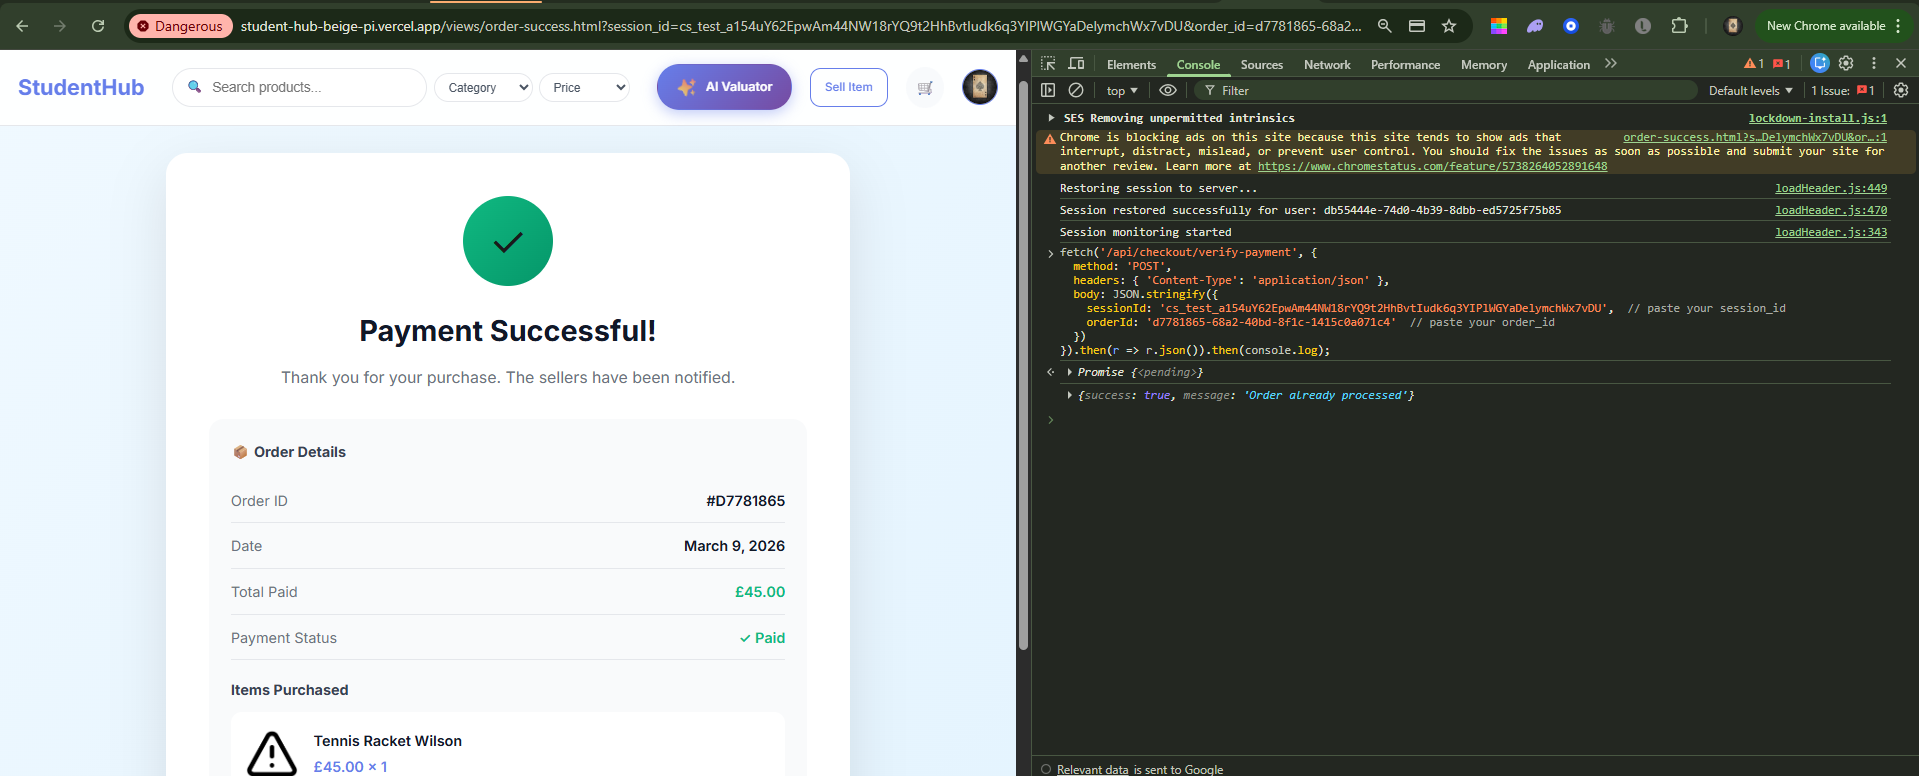 Dangerous
student-hub-beige-pi.vercel.app/views/order-success.html?session_id=cs_test_a154uY62EpwAm44NW18rYQ9t2HhBvtIudk6q3YIPlWGYaDelymchWx7vDU&order_id=d7781865-68a2...
New Chrome available
StudentHub
Search products...
Category
Price
AI Valuator
Sell Item
Payment Successful!
Thank you for your purchase. The sellers have been notified.
Order Details
Order ID
#D7781865
Date
March 9, 2026
Total Paid
£45.00
Payment Status
✓ Paid
Items Purchased
Tennis Racket Wilson
£45.00 × 1
Elements
Console
Sources
Network
Performance
Memory
Application
1
1
top
Filter
Default levels
1 Issue:
1
SES Removing unpermitted intrinsics
lockdown-install.js:1
Chrome is blocking ads on this site because this site tends to show ads that
order-success.html?s…DelymchWx7vDU&or…:1
interrupt, distract, mislead, or prevent user control. You should fix the issues as soon as possible and submit your site for
another review. Learn more at https://www.chromestatus.com/feature/5738264052891648
Restoring session to server...
loadHeader.js:449
Session restored successfully for user: db55444e-74d0-4b39-8dbb-ed5725f75b85
loadHeader.js:470
Session monitoring started
loadHeader.js:343
fetch('/api/checkout/verify-payment', {
method: 'POST',
headers: { 'Content-Type': 'application/json' },
body: JSON.stringify({
sessionId: 'cs_test_a154uY62EpwAm44NW18rYQ9t2HhBvtIudk6q3YIPlWGYaDelymchWx7vDU',  // paste your session_id
orderId: 'd7781865-68a2-40bd-8f1c-1415c0a071c4'  // paste your order_id
})
}).then(r => r.json()).then(console.log);
Promise {<pending>}
{success: true, message: 'Order already processed'}
Relevant data is sent to Google